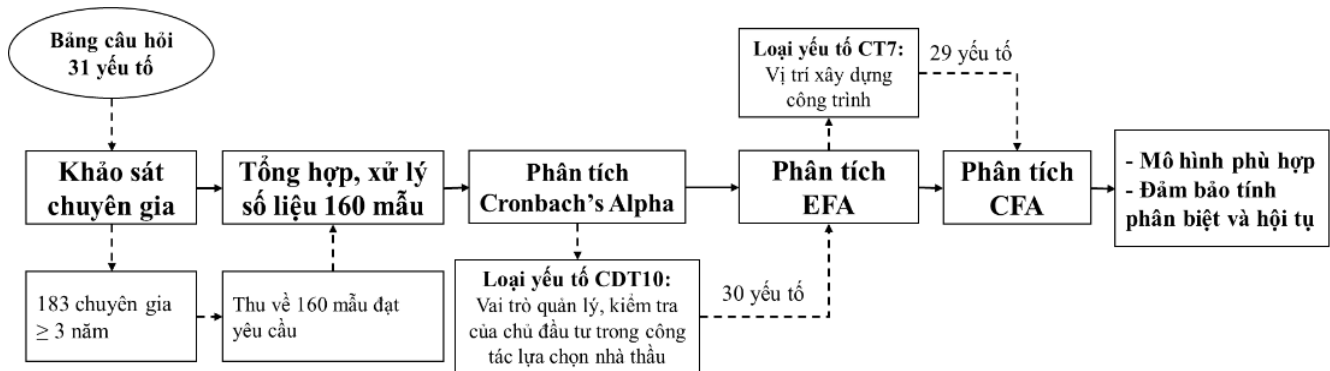 Bảng câu hỏi
31 yếu tố
Loại yếu tố CT7:
Vị trí xây dựng
công trình
29 yếu tố
Khảo sát
chuyên gia
Tổng hợp, xử lý
số liệu 160 mẫu
Phân tích
Cronbach's Alpha
Phân tích
EFA
Phân tích
CFA
- Mô hình phù hợp
- Đảm bảo tính
phân biệt và hội tụ
183 chuyên gia
≥ 3 năm
Thu về 160 mẫu đạt
yêu cầu
Loại yếu tố CDT10:
Vai trò quản lý, kiểm tra
của chủ đầu tư trong công
tác lựa chọn nhà thầu
30 yếu tố